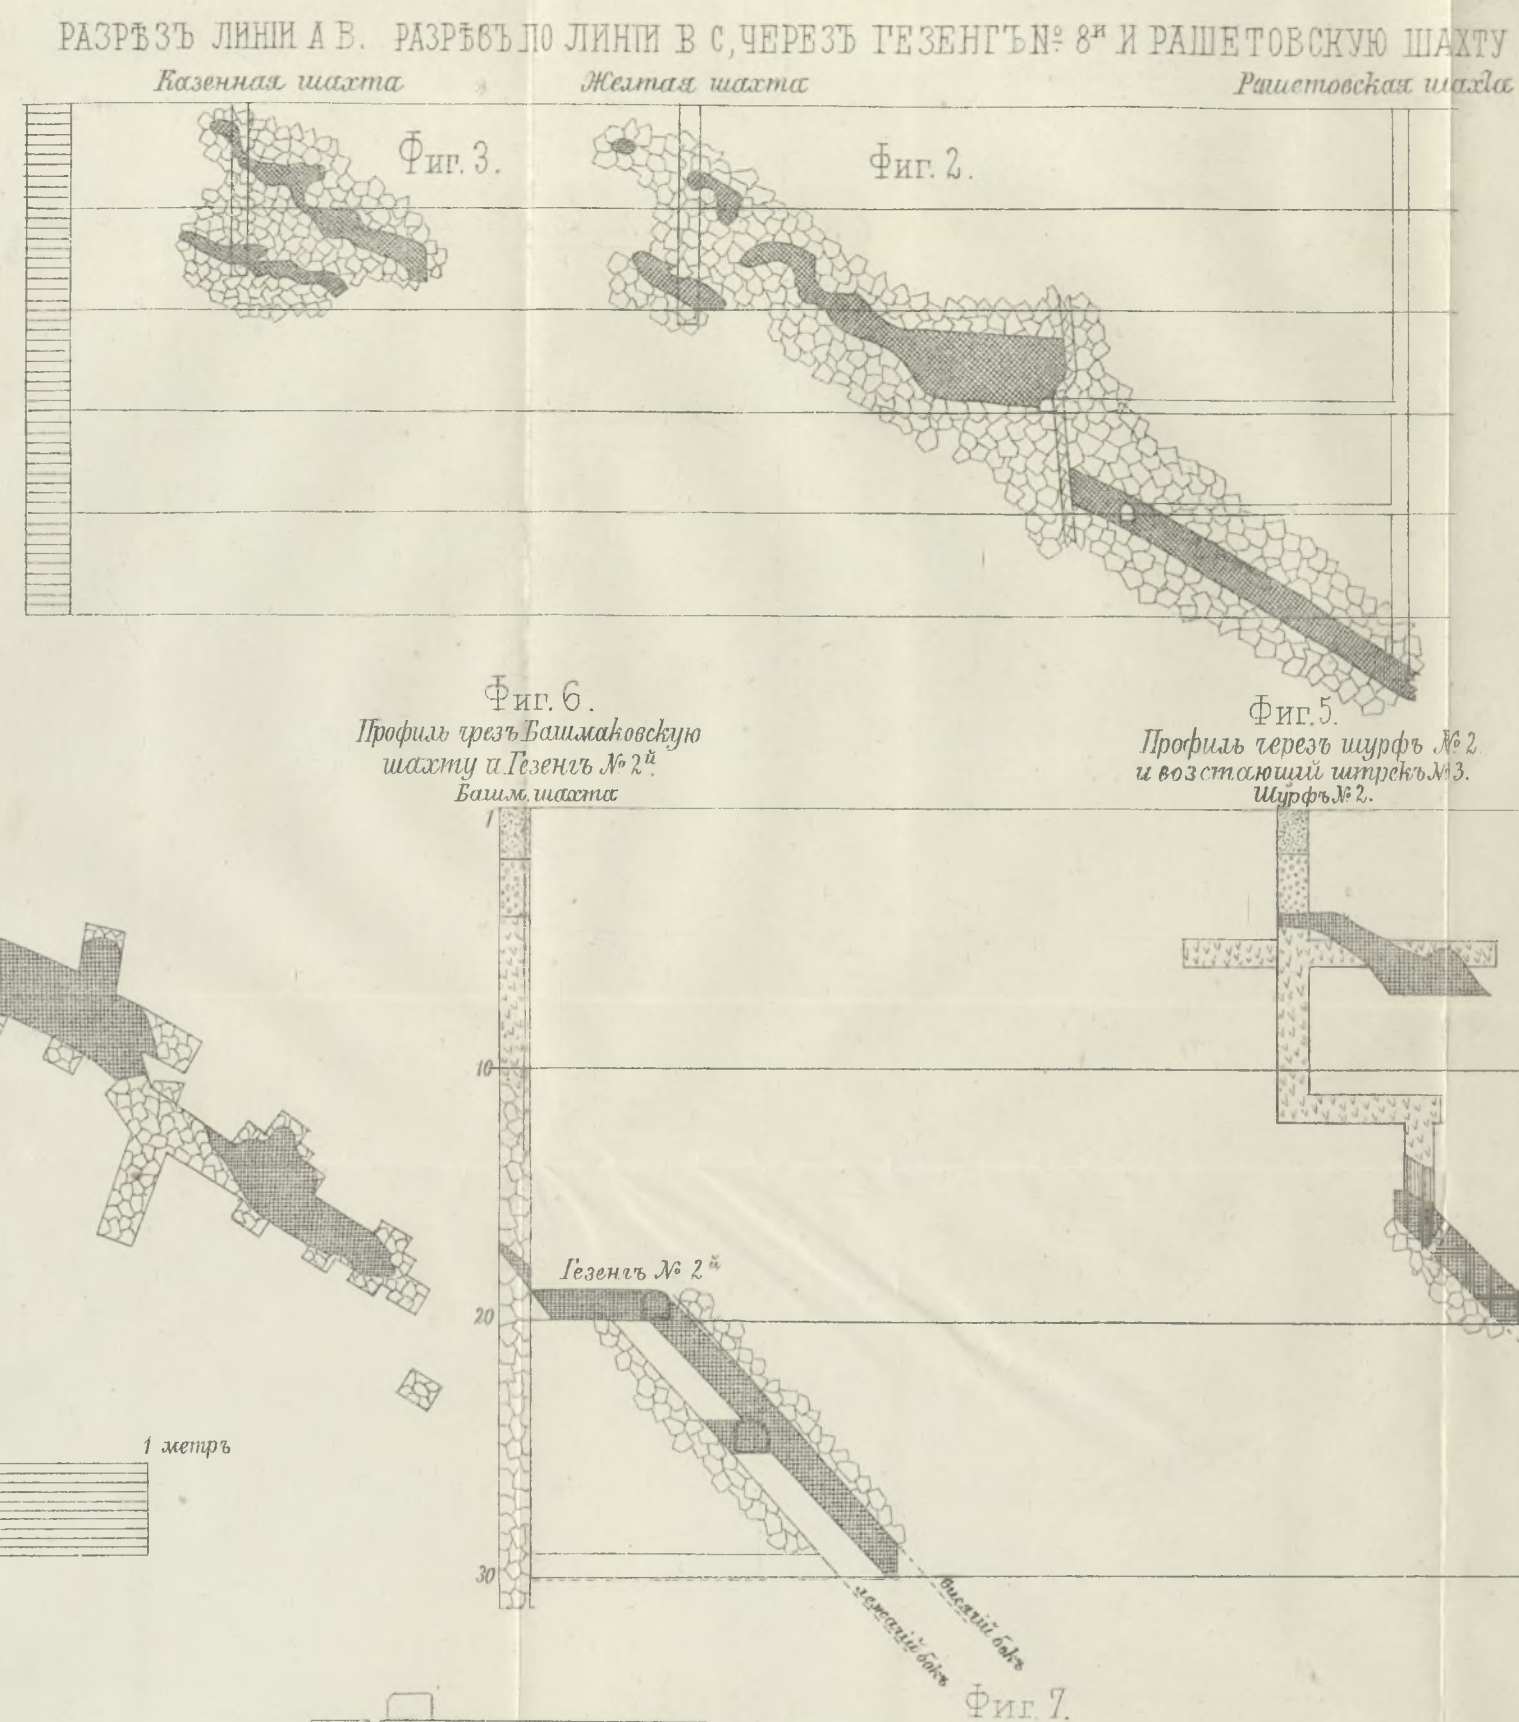 РАЗРѢЗЪ ЛИНІИ А В. РАЗРѢЗЪ ПО ЛИНІИ В С, ЧЕРЕЗЪ ГЕЗЕНГЪ № 8й И РАШЕТОВСКУЮ ШАХТУ
Казенная шахта Желтая шахта Рашетовская шахта
Фиг. 3. Фиг. 2.
Фиг. 6.
Профиль чрезъ Башмаковскую
шахту и Гезенгъ № 2й.
Башм. шахта
Фиг. 5.
Профиль черезъ шурфъ № 2
и возстающий штрекъ № 3.
Шурфъ № 2.
1
10
Гезенгъ № 2й
20
1 метръ
30
лежачій бокъ
висячій бокъ
Фиг. 7.